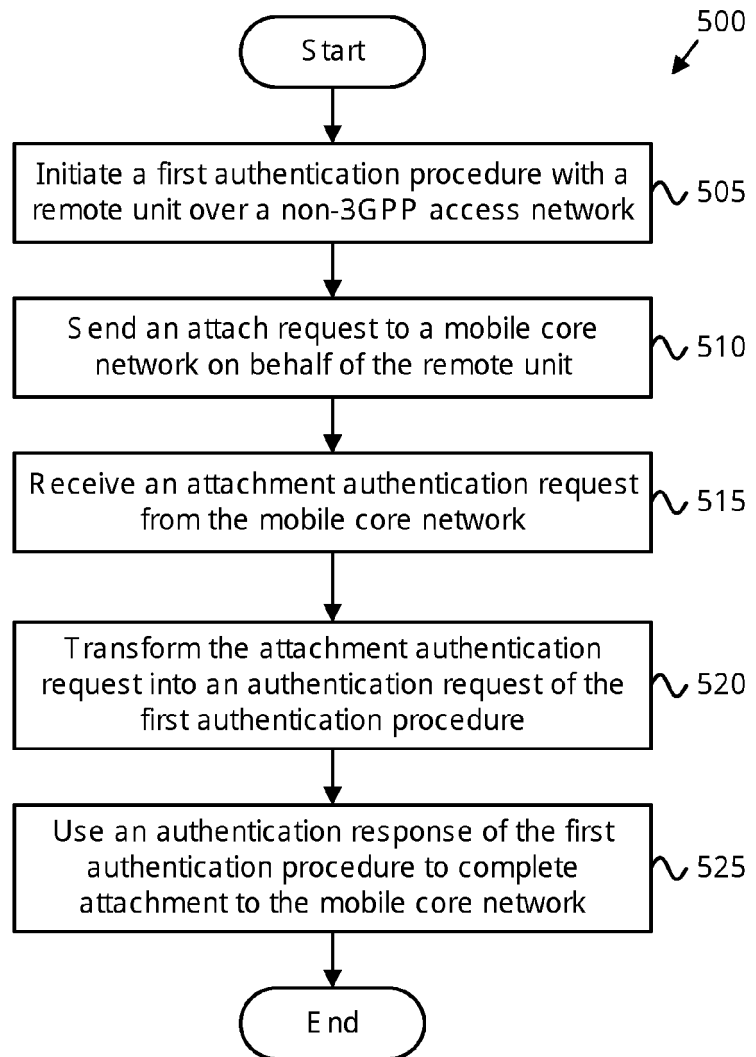 500
Start
Initiate a first authentication procedure with a
remote unit over a non-3GPP access network
505
Send an attach request to a mobile core
network on behalf of the remote unit
510
Receive an attachment authentication request
from the mobile core network
515
Transform the attachment authentication
request into an authentication request of the
first authentication procedure
520
Use an authentication response of the first
authentication procedure to complete
attachment to the mobile core network
525
End